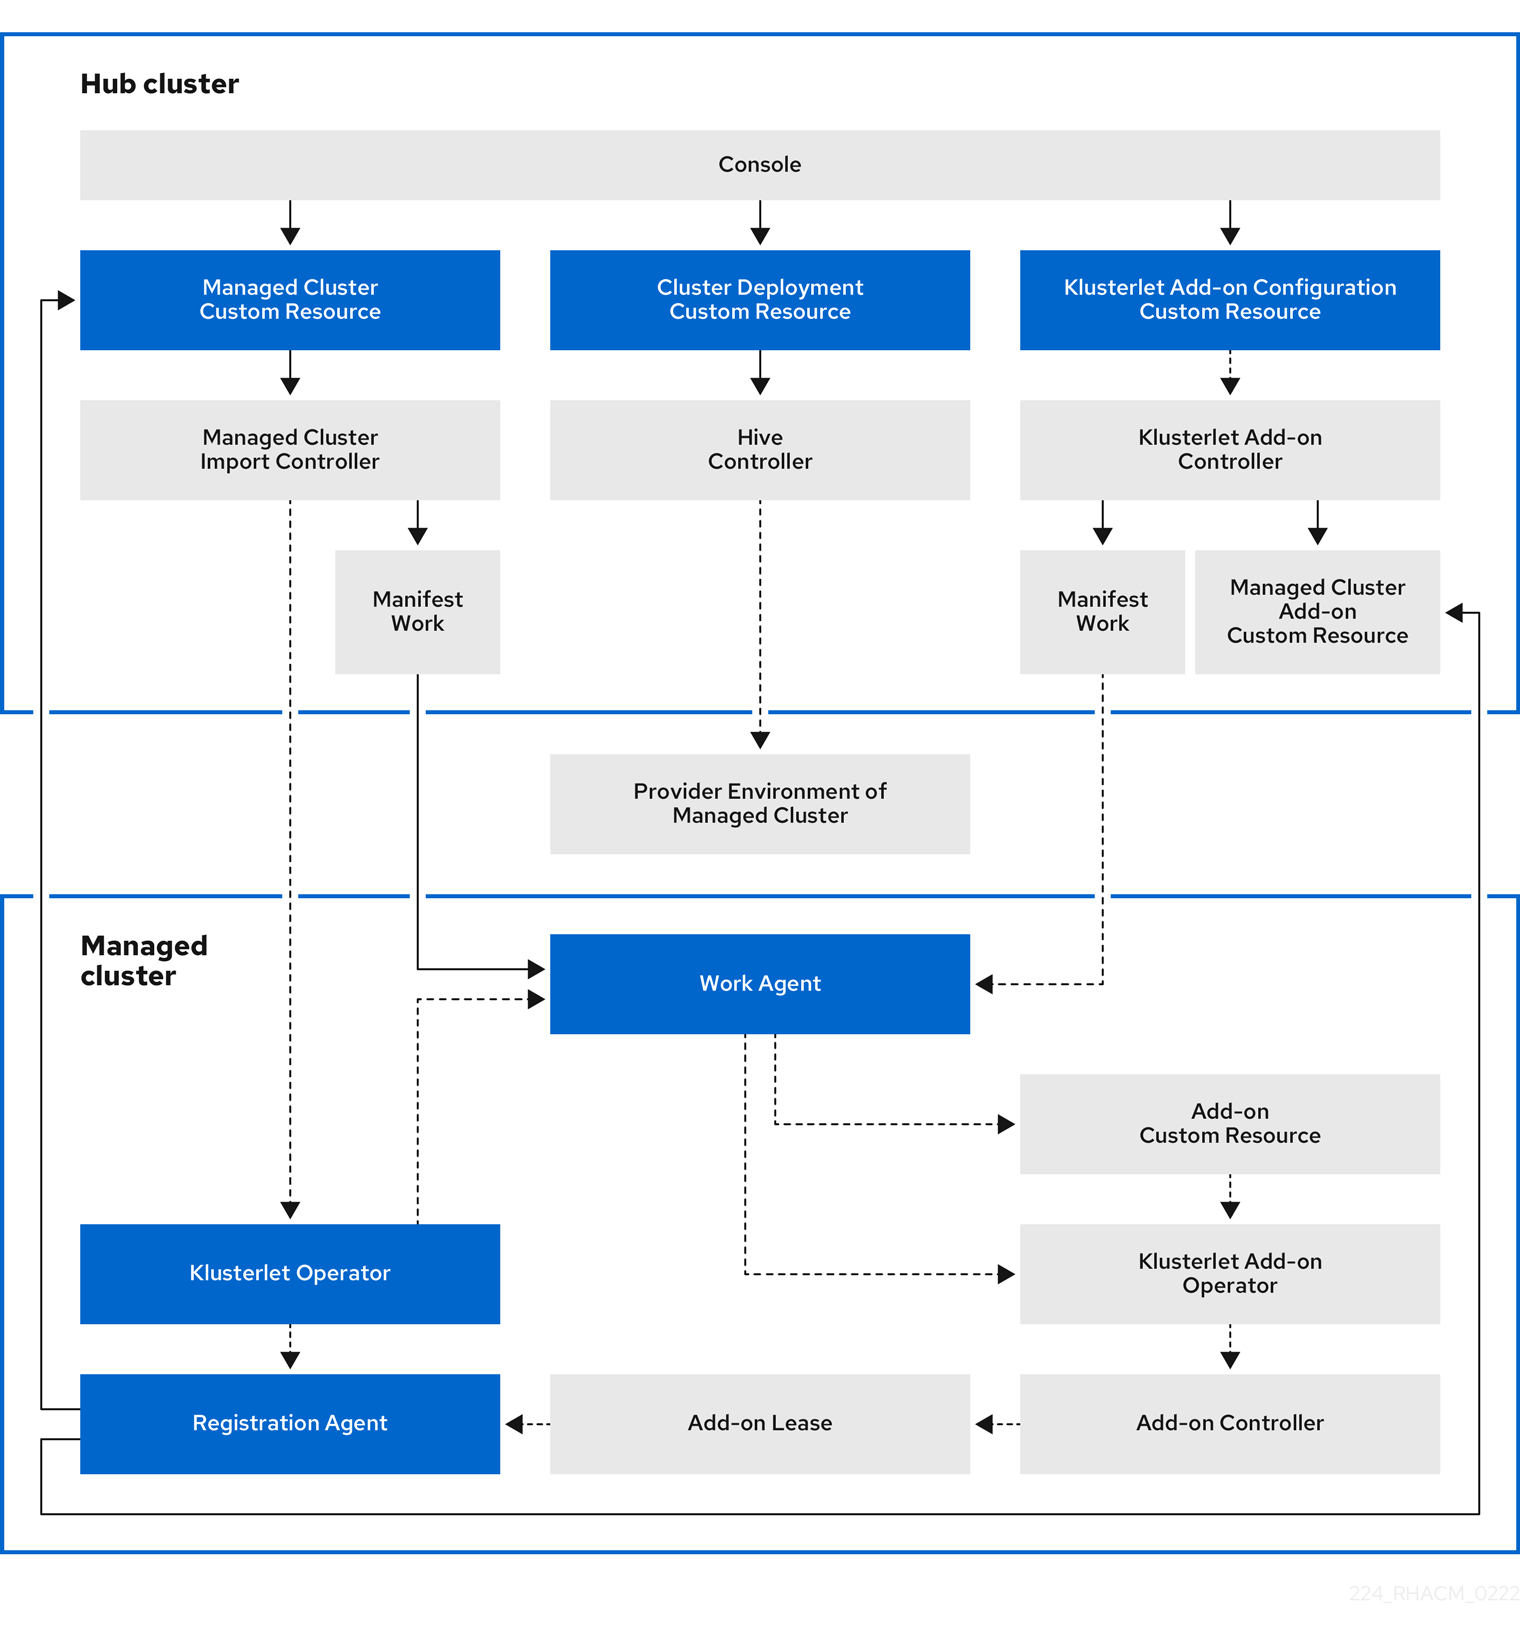 Hub cluster
Console
Managed Cluster
Custom Resource
Cluster Deployment
Custom Resource
Klusterlet Add-on Configuration
Custom Resource
Managed Cluster
Import Controller
Hive
Controller
Klusterlet Add-on
Controller
Manifest
Work
Manifest
Work
Managed Cluster
Add-on
Custom Resource
Provider Environment of
Managed Cluster
Managed
cluster
Work Agent
Add-on
Custom Resource
Klusterlet Operator
Klusterlet Add-on
Operator
Registration Agent
Add-on Lease
Add-on Controller
224_RHACM_0222